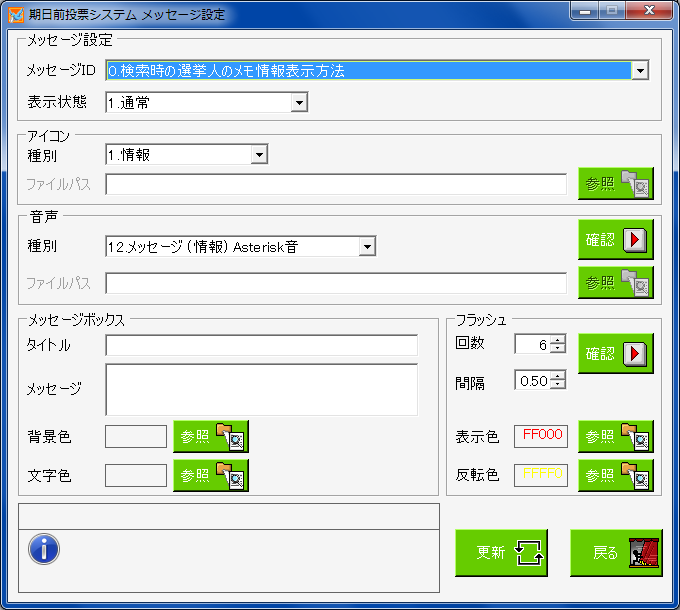 期日前投票システム メッセージ設定
メッセージ設定
メッセージID 0.検索時の選挙人のメモ情報表示方法
表示状態 1.通常
アイコン
種別 1.情報
ファイルパス 参照
音声
確認
種別 12.メッセージ（情報）Asterisk音
ファイルパス 参照
メッセージボックス
タイトル
メッセージ
背景色 参照
文字色 参照
フラッシュ
回数 6 確認
間隔 0.50
表示色 FF000 参照
反転色 FFFF0 参照
更新 戻る